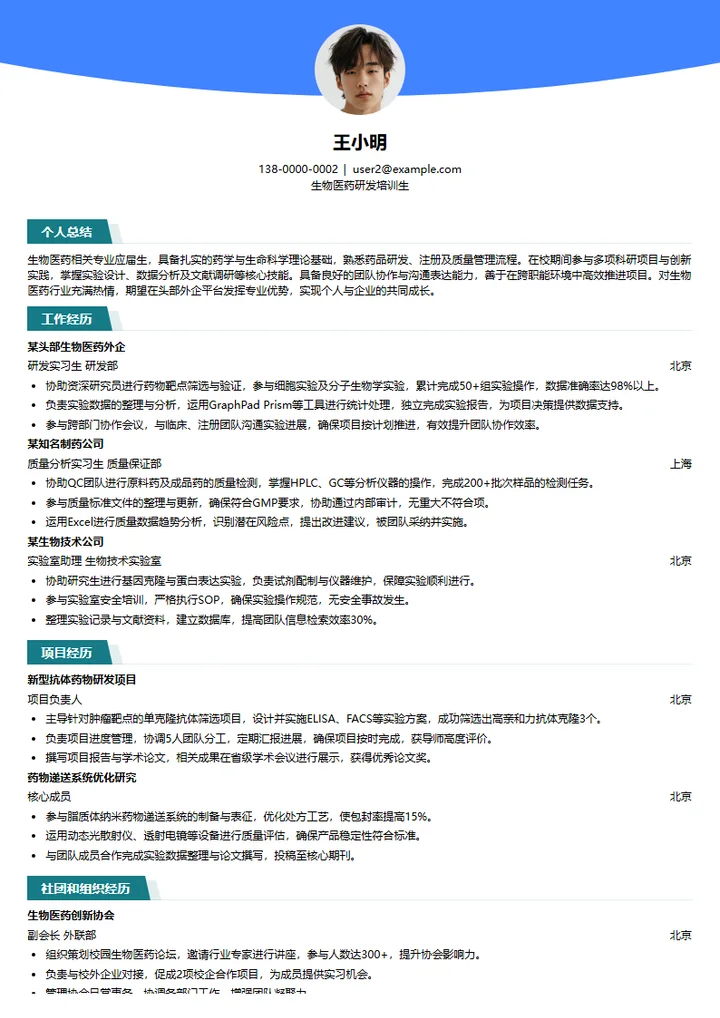 王小明
138-0000-0002 | user2@example.com
生物医药研发培训生
个人总结
生物医药相关专业应届生，具备扎实的药学与生命科学理论基础，熟悉药品研发、注册及质量管理流程。在校期间参与多项科研项目与创新
实践，掌握实验设计、数据分析及文献调研等核心技能。具备良好的团队协作与沟通表达能力，善于在跨职能环境中高效推进项目。对生物
医药行业充满热情，期望在头部外企平台发挥专业优势，实现个人与企业的共同成长。
工作经历
某头部生物医药外企
研发实习生 研发部 北京
• 协助资深研究员进行药物靶点筛选与验证，参与细胞实验及分子生物学实验，累计完成50+组实验操作，数据准确率达98%以上。
• 负责实验数据的整理与分析，运用GraphPad Prism等工具进行统计处理，独立完成实验报告，为项目决策提供数据支持。
• 参与跨部门协作会议，与临床、注册团队沟通实验进展，确保项目按计划推进，有效提升团队协作效率。
某知名制药公司
质量分析实习生 质量保证部 上海
• 协助QC团队进行原料药及成品药的质量检测，掌握HPLC、GC等分析仪器的操作，完成200+批次样品的检测任务。
• 参与质量标准文件的整理与更新，确保符合GMP要求，协助通过内部审计，无重大不符合项。
• 运用Excel进行质量数据趋势分析，识别潜在风险点，提出改进建议，被团队采纳并实施。
某生物技术公司
实验室助理 生物技术实验室 北京
• 协助研究生进行基因克隆与蛋白表达实验，负责试剂配制与仪器维护，保障实验顺利进行。
• 参与实验室安全培训，严格执行SOP，确保实验操作规范，无安全事故发生。
• 整理实验记录与文献资料，建立数据库，提高团队信息检索效率30%。
项目经历
新型抗体药物研发项目
项目负责人 北京
• 主导针对肿瘤靶点的单克隆抗体筛选项目，设计并实施ELISA、FACS等实验方案，成功筛选出高亲和力抗体克隆3个。
• 负责项目进度管理，协调5人团队分工，定期汇报进展，确保项目按时完成，获导师高度评价。
• 撰写项目报告与学术论文，相关成果在省级学术会议进行展示，获得优秀论文奖。
药物递送系统优化研究
核心成员 北京
• 参与脂质体纳米药物递送系统的制备与表征，优化处方工艺，使包封率提高15%。
• 运用动态光散射仪、透射电镜等设备进行质量评估，确保产品稳定性符合标准。
• 与团队成员合作完成实验数据整理与论文撰写，投稿至核心期刊。
社团和组织经历
生物医药创新协会
副会长 外联部 北京
• 组织策划校园生物医药论坛，邀请行业专家进行讲座，参与人数达300+，提升协会影响力。
• 负责与校外企业对接，促成2项校企合作项目，为成员提供实习机会。
• 管理协会日常事务，协调各部门工作，增强团队凝聚力。